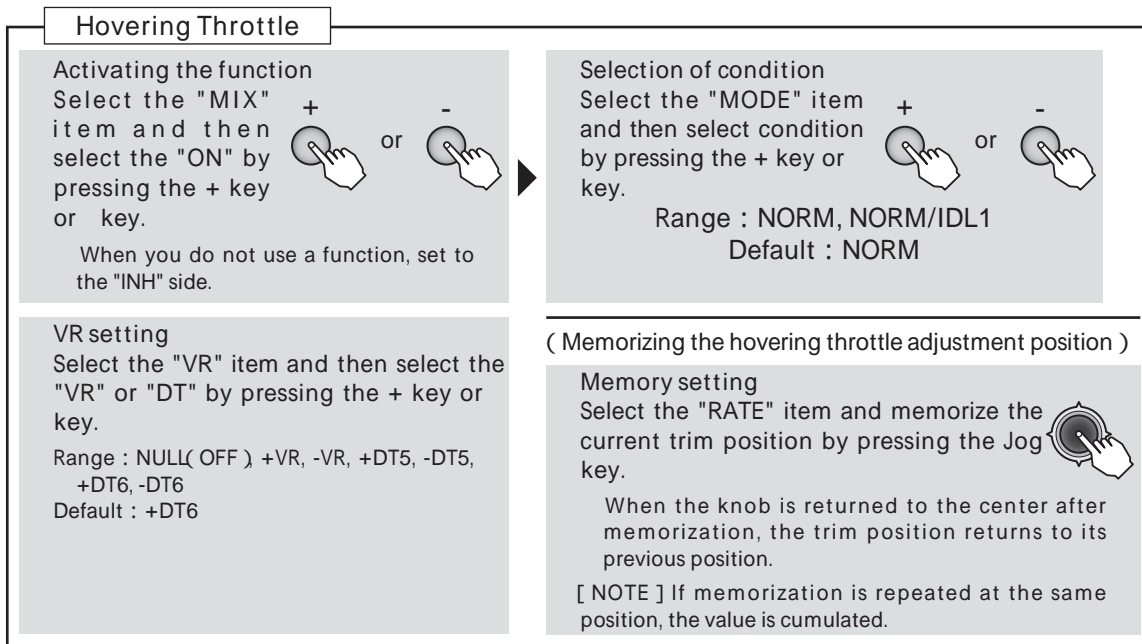 Hovering Throttle
Activating the function
Select the "MIX"
item and then
select the "ON" by
pressing the + key
or key.
+
or
-
When you do not use a function, set to
the "INH" side.
Selection of condition
Select the "MODE" item
and then select condition
by pressing the + key or
key.
+
or
-
Range : NORM, NORM/IDL1
Default : NORM
VR setting
Select the "VR" item and then select the
"VR" or "DT" by pressing the + key or
key.
Range : NULL( OFF ), +VR, -VR, +DT5, -DT5,
+DT6, -DT6
Default : +DT6
( Memorizing the hovering throttle adjustment position )
Memory setting
Select the "RATE" item and memorize the
current trim position by pressing the Jog
key.
When the knob is returned to the center after
memorization, the trim position returns to its
previous position.
[ NOTE ] If memorization is repeated at the same
position, the value is cumulated.